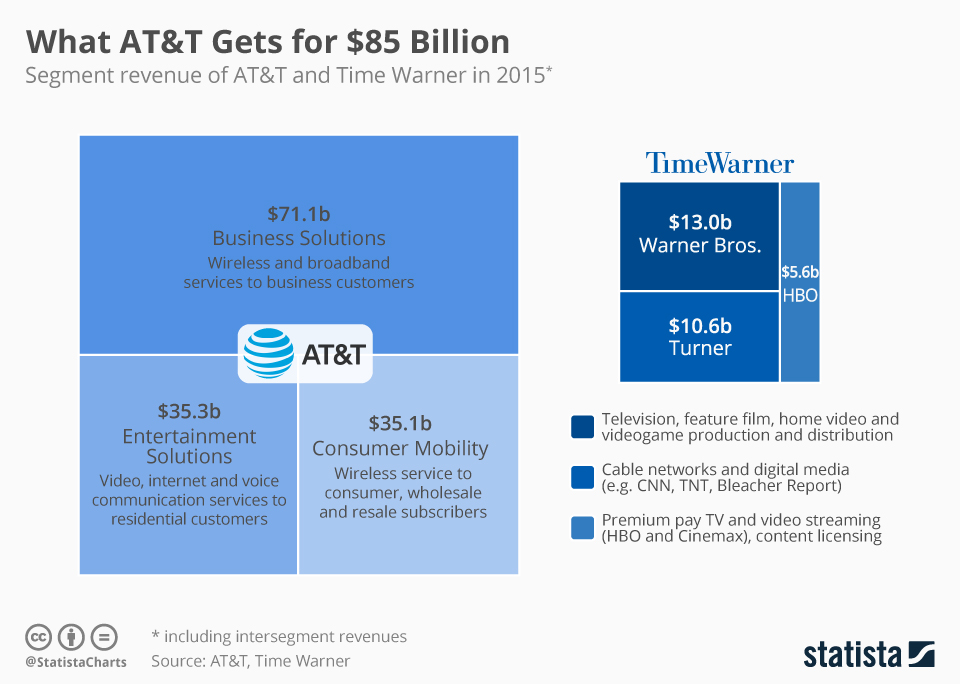 What AT&T Gets for $85 Billion
Segment revenue of AT&T and Time Warner in 2015*
$71.1b
Business Solutions
Wireless and broadband
services to business customers
AT&T
$35.3b
Entertainment
Solutions
Video, internet and voice
communication services to
residential customers
$35.1b
Consumer Mobility
Wireless service to
consumer, wholesale
and resale subscribers
TimeWarner
$13.0b
Warner Bros.
$10.6b
Turner
$5.6b
HBO
Television, feature film, home video and
videogame production and distribution
Cable networks and digital media
(e.g. CNN, TNT, Bleacher Report)
Premium pay TV and video streaming
(HBO and Cinemax), content licensing
cc
@StatistaCharts
* including intersegment revenues
Source: AT&T, Time Warner
statista